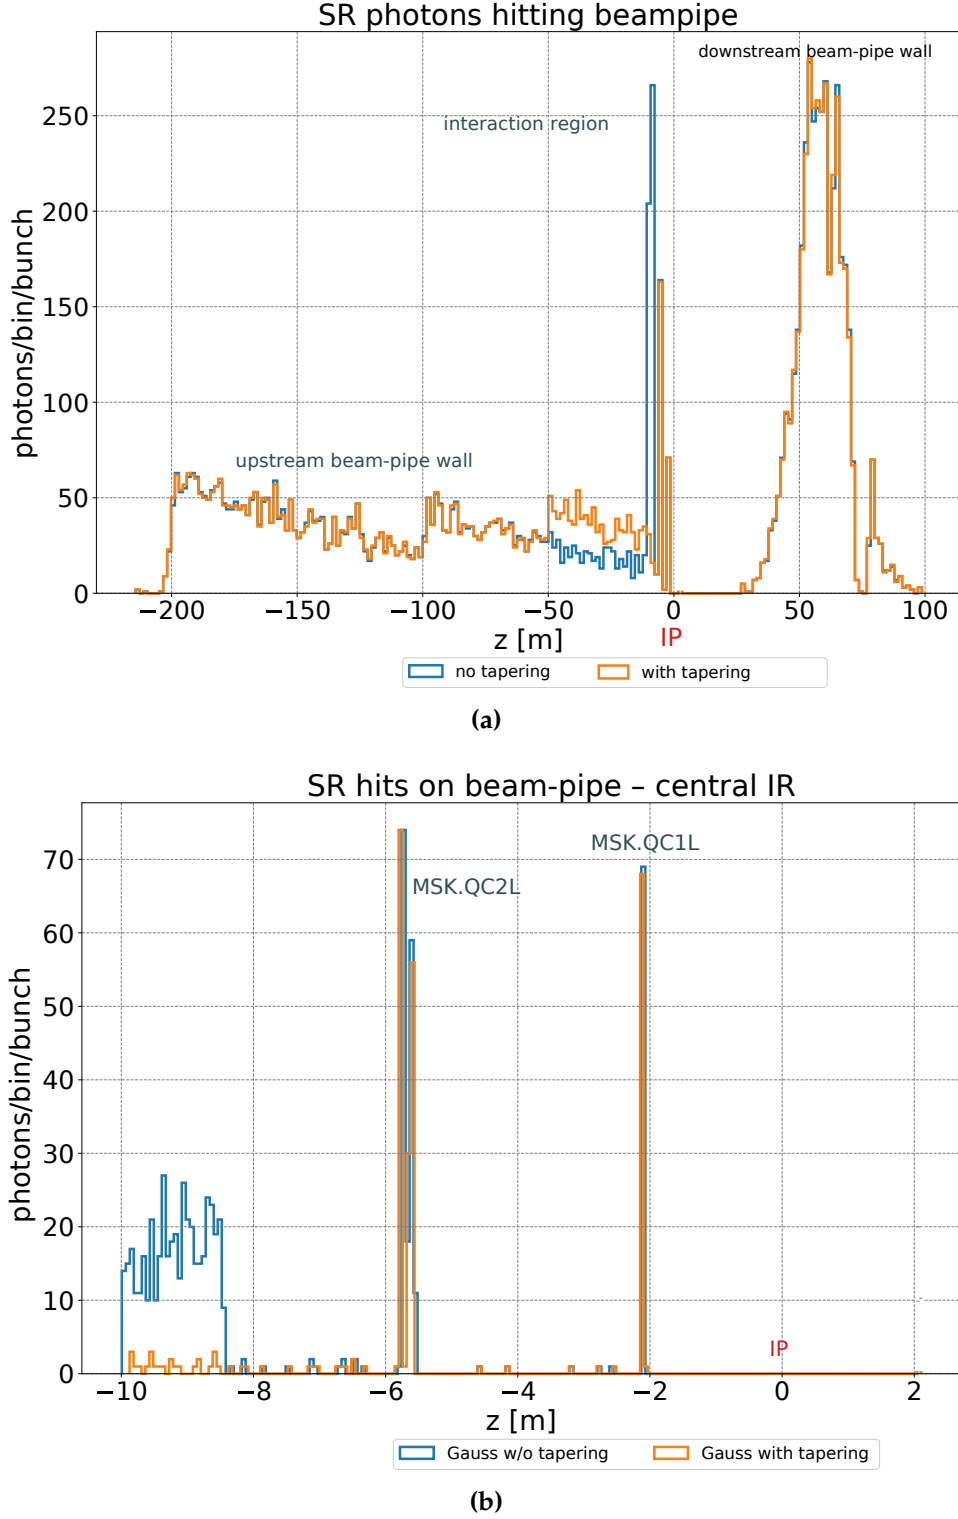 SR photons hitting beampipe
downstream beam-pipe wall
interaction region
upstream beam-pipe wall
photons/bin/bunch
250
200
150
100
50
0
−200
−150
−100
−50
0
50
100
z [m]
IP
no tapering
with tapering
(a)
SR hits on beam-pipe – central IR
MSK.QC1L
MSK.QC2L
photons/bin/bunch
70
60
50
40
30
20
10
0
IP
−10
−8
−6
−4
−2
0
2
z [m]
Gauss w/o tapering
Gauss with tapering
(b)